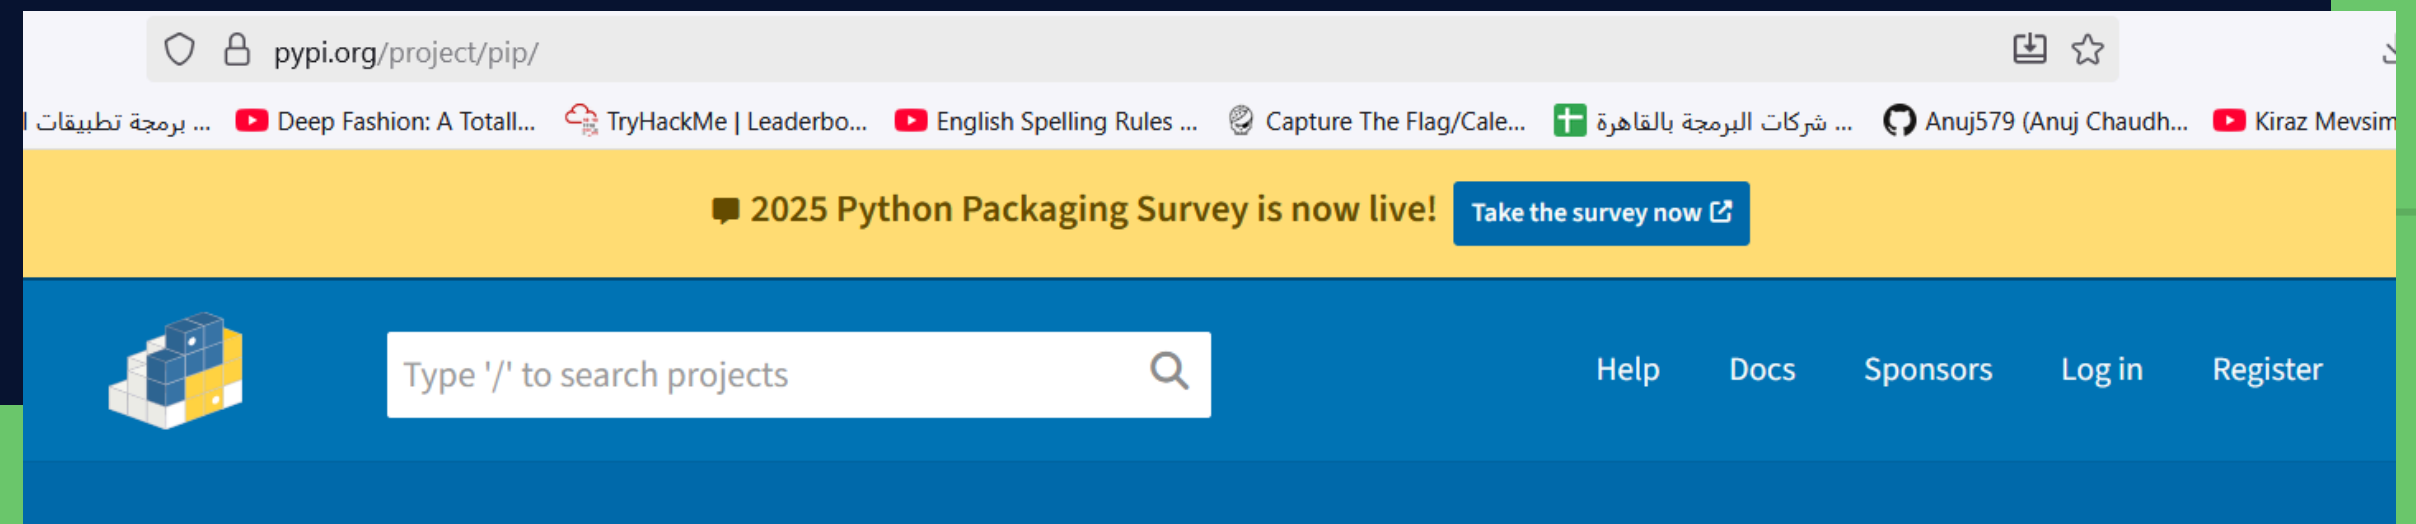 pypi.org/project/pip/
برمجة تطبيقات ا ... Deep Fashion: A Totall... TryHackMe | Leaderbo... English Spelling Rules ... Capture The Flag/Cale... شركات البرمجة بالقاهرة ... Anuj579 (Anuj Chaudh... Kiraz Mevsim
2025 Python Packaging Survey is now live! Take the survey now
Type '/' to search projects Help Docs Sponsors Log in Register